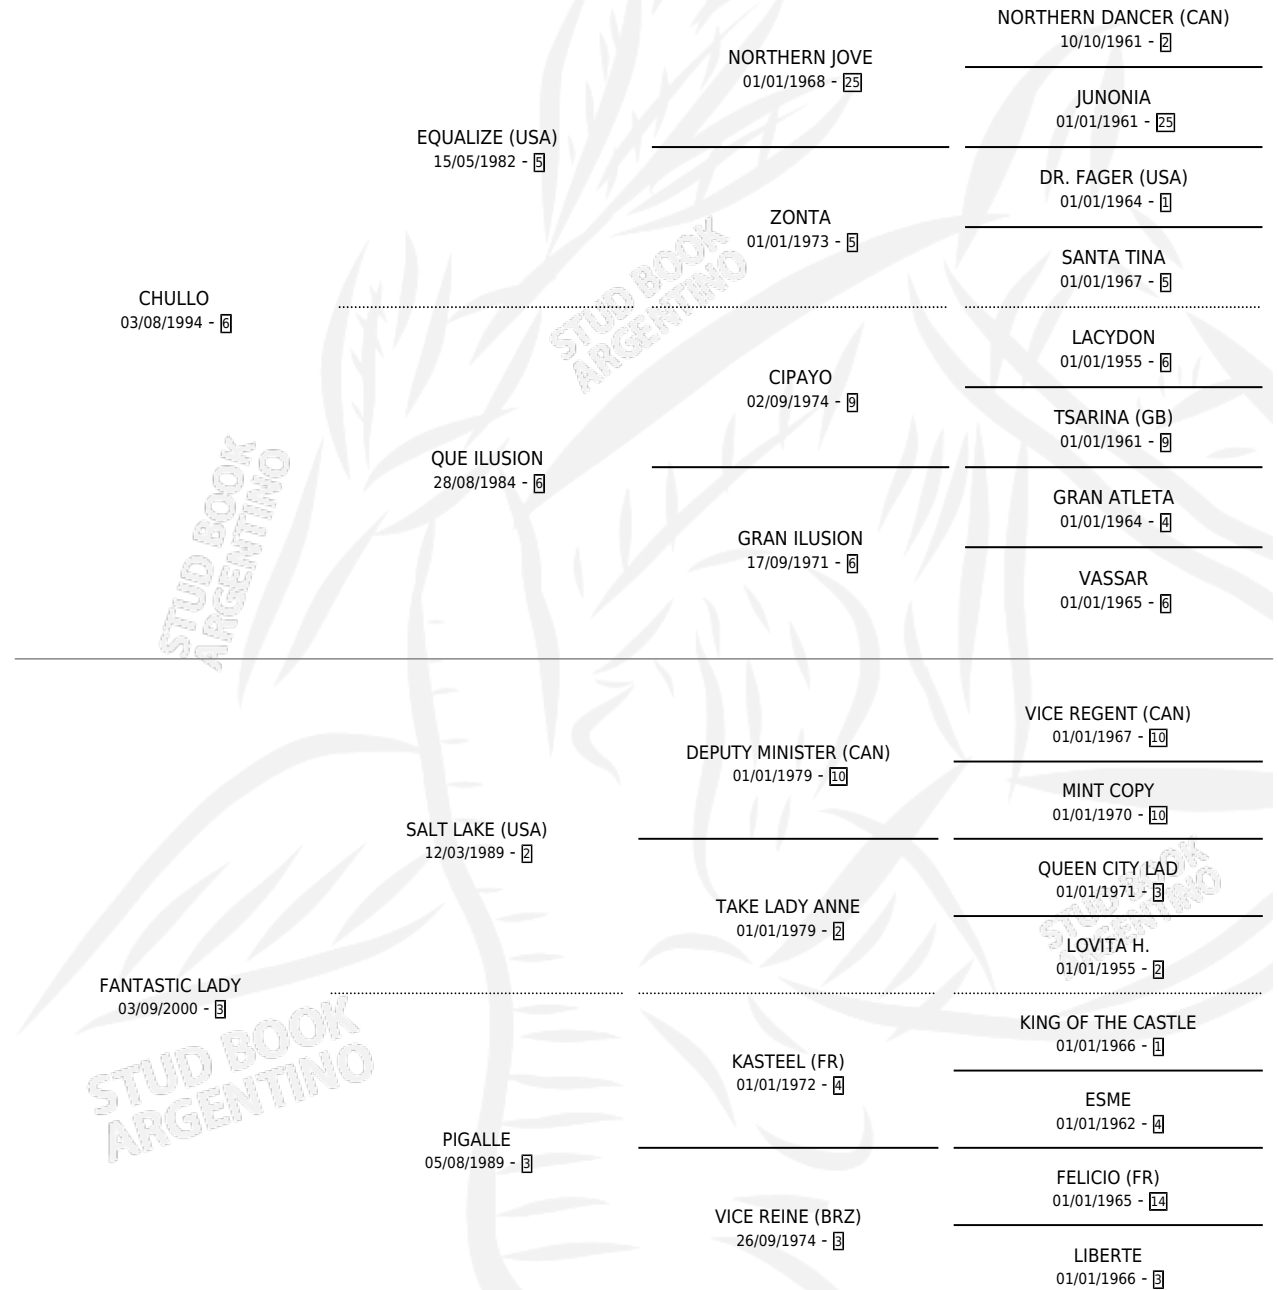 NORTHERN DANCER (CAN)
10/10/1961 - 2
NORTHERN JOVE
01/01/1968 - 25
JUNONIA
01/01/1961 - 25
EQUALIZE (USA)
15/05/1982 - 5
DR. FAGER (USA)
01/01/1964 - 1
ZONTA
01/01/1973 - 5
SANTA TINA
01/01/1967 - 5
CHULLO
03/08/1994 - 6
STUD BOOK
ARGENTINO
LACYDON
01/01/1955 - 6
CIPAYO
02/09/1974 - 9
TSARINA (GB)
01/01/1961 - 9
QUE ILUSION
28/08/1984 - 6
GRAN ATLETA
01/01/1964 - 4
GRAN ILUSION
17/09/1971 - 6
VASSAR
01/01/1965 - 6
STUD BOOK
ARGENTINO
VICE REGENT (CAN)
01/01/1967 - 10
DEPUTY MINISTER (CAN)
01/01/1979 - 10
MINT COPY
01/01/1970 - 10
SALT LAKE (USA)
12/03/1989 - 2
QUEEN CITY LAD
01/01/1971 - 3
TAKE LADY ANNE
01/01/1979 - 2
STUD BOOK
ARGENTINO
LOVITA H.
01/01/1955 - 2
FANTASTIC LADY
03/09/2000 - 3
STUD BOOK
ARGENTINO
KING OF THE CASTLE
01/01/1966 - 1
KASTEEL (FR)
01/01/1972 - 4
ESME
01/01/1962 - 4
PIGALLE
05/08/1989 - 3
FELICIO (FR)
01/01/1965 - 14
VICE REINE (BRZ)
26/09/1974 - 3
LIBERTE
01/01/1966 - 3